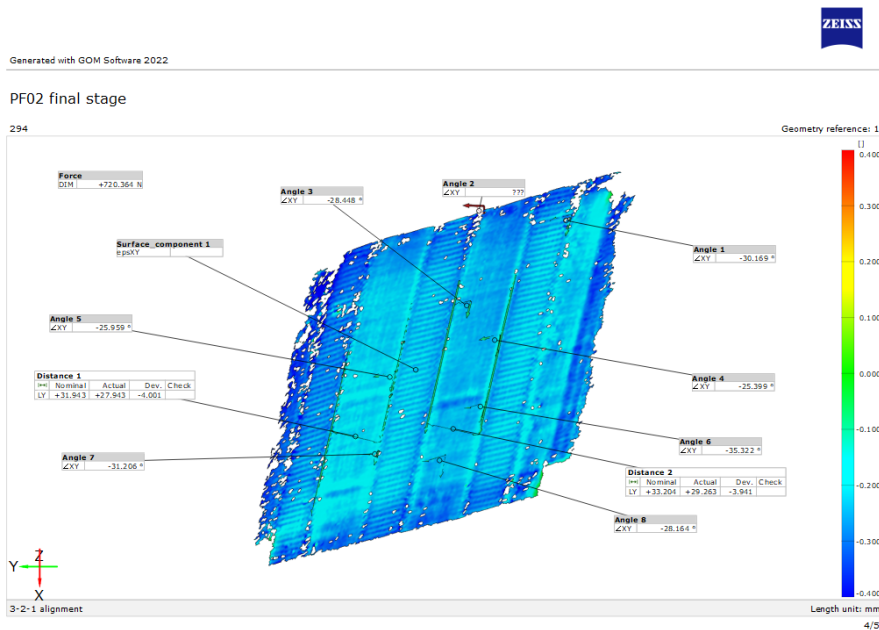 ZEISS
Generated with GOM Software 2022
PF02 final stage
294 Geometry reference: 1
[]
Force
DIM +720.364 N
Angle 3
∠XY -28.448 °
Angle 2
∠XY ???
Angle 1
∠XY -30.169 °
Surface_component 1
epsXY
Angle 5
∠XY -25.959 °
Distance 1
Nominal Actual Dev. Check
LY +31.943 +27.943 -4.001
Angle 4
∠XY -25.399 °
Angle 6
∠XY -35.322 °
Angle 7
∠XY -31.206 °
Distance 2
Nominal Actual Dev. Check
LY +33.204 +29.263 -3.941
Angle 8
∠XY -28.164 °
0.400
0.300
0.200
0.100
0.000
-0.100
-0.200
-0.300
-0.400
Z
Y
X
3-2-1 alignment Length unit: mm
4/5